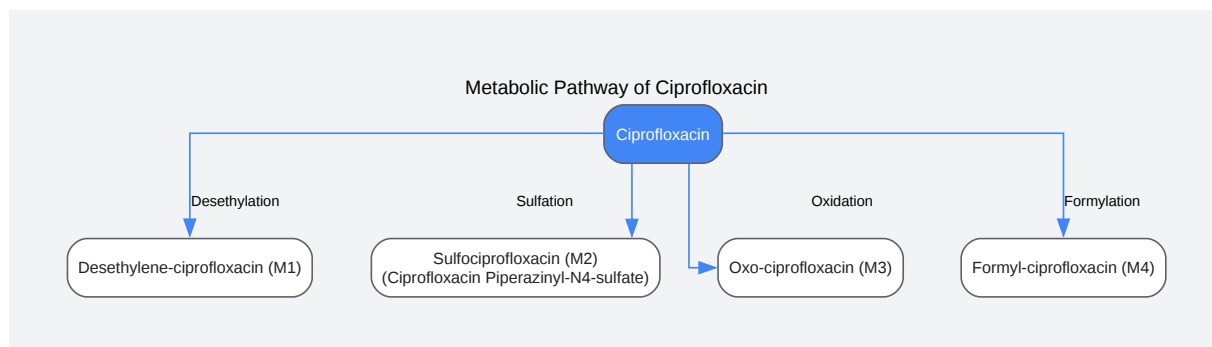 Metabolic Pathway of Ciprofloxacin
Ciprofloxacin
Desethylation
Sulfation
Oxidation
Formylation
Desethylene-ciprofloxacin (M1)
Sulfociprofloxacin (M2)
(Ciprofloxacin Piperazinyl-N4-sulfate)
Oxo-ciprofloxacin (M3)
Formyl-ciprofloxacin (M4)